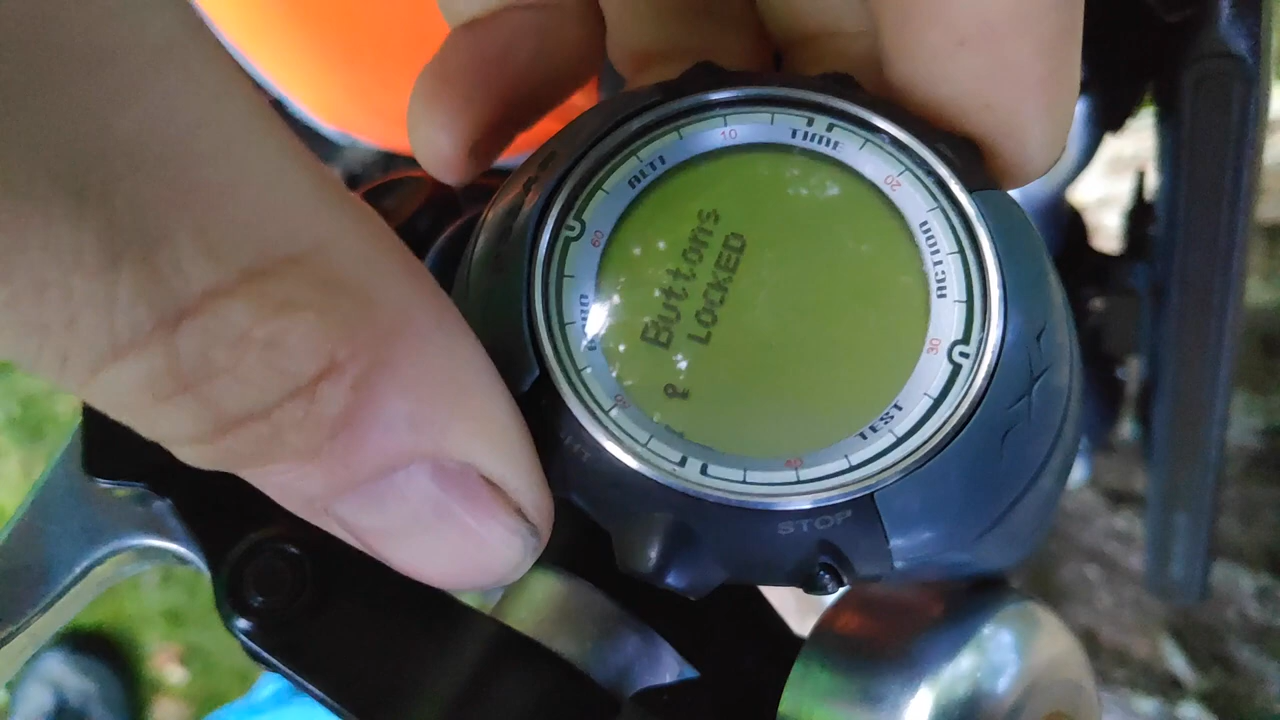 Buttons
LOCKED
ALTI
10
TIME
20
ACTION
30
TEST
60
STOP